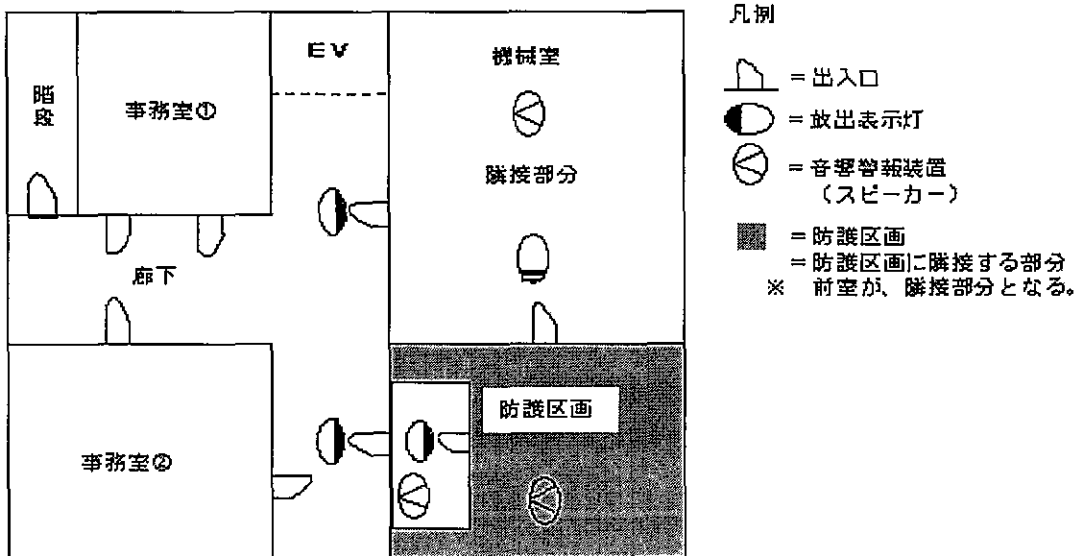 EV
機械室
階段
事務室①
隣接部分
廊下
防護区画
事務室②
凡例
=出入口
=放出表示灯
=音響警報装置
(スピーカー)
=防護区画
=防護区画に隣接する部分
※ 前室が、隣接部分となる。